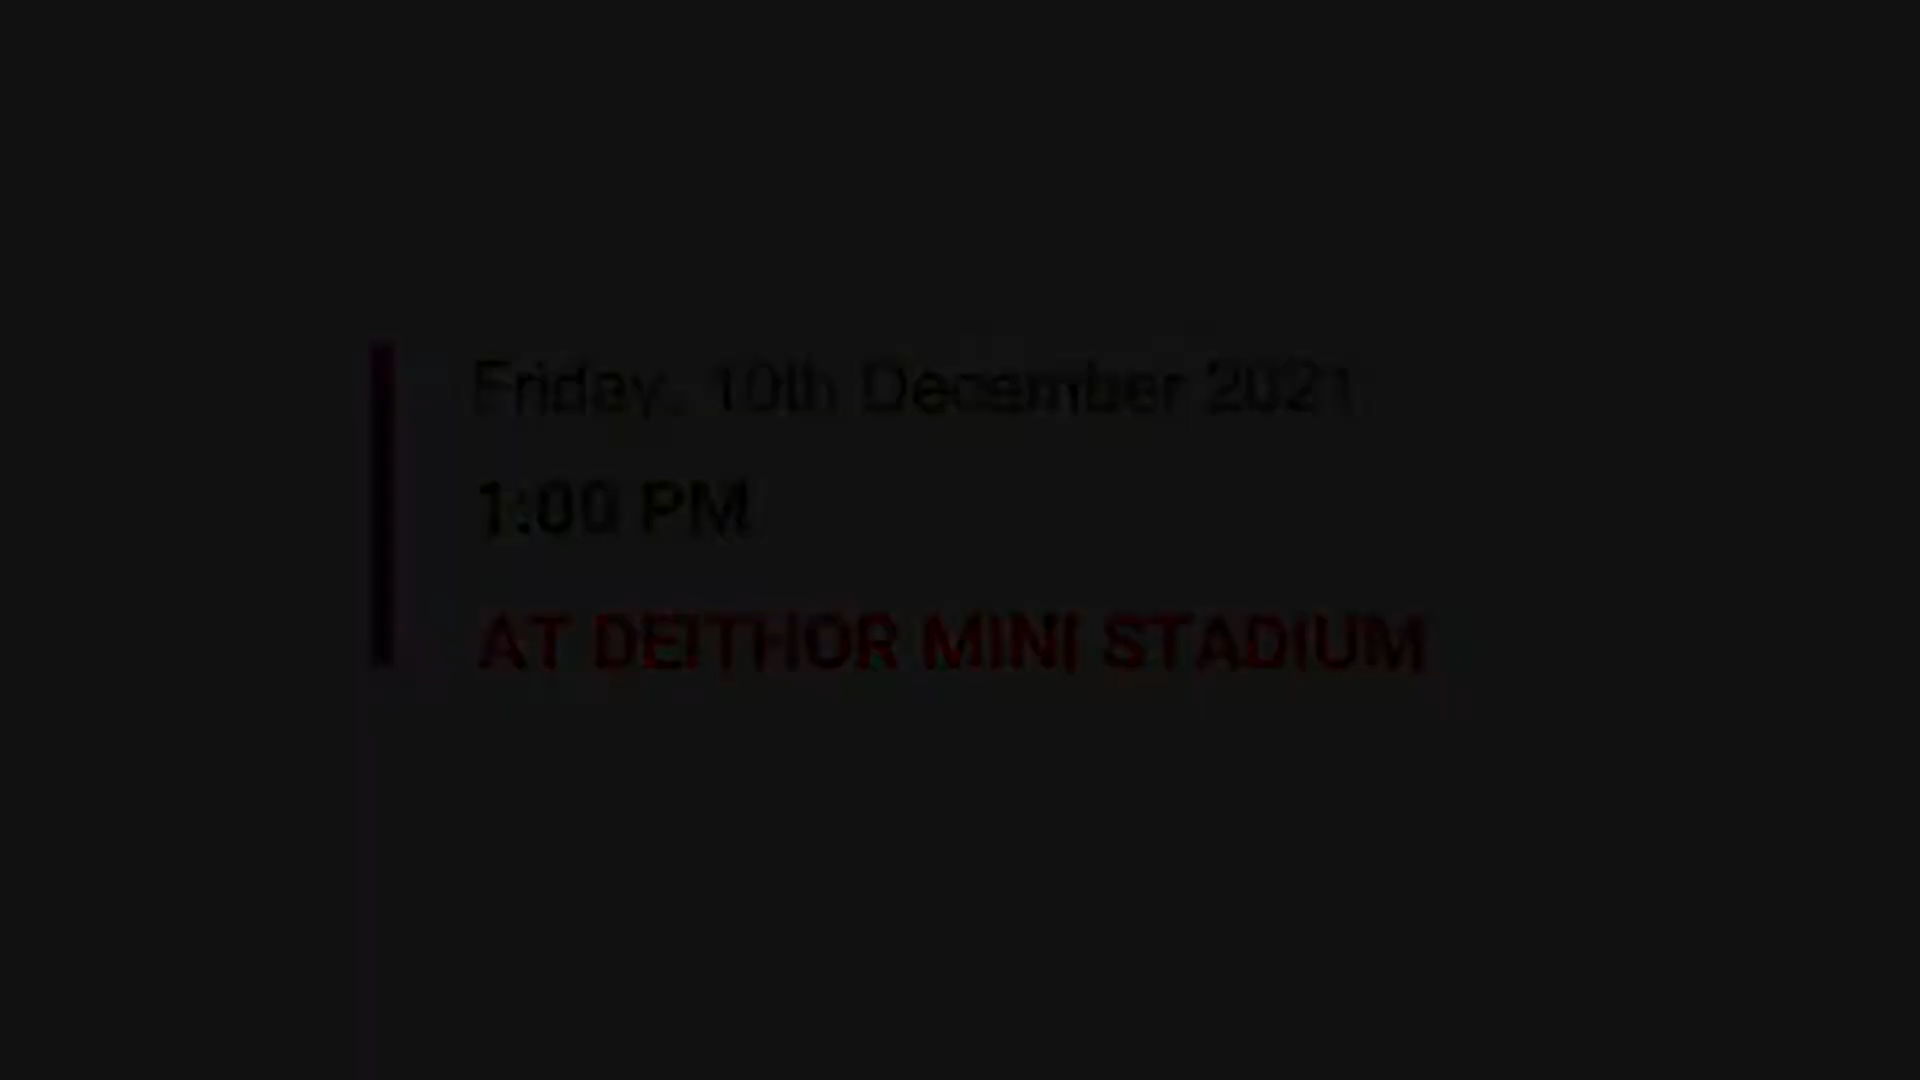 Friday, 10th December 2021
1:00 PM
AT DEITHOR MINI STADIUM